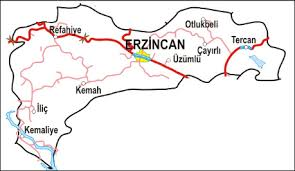 Otlukbeli
Refahiye
Tercan
ERZİNCAN
Çayırlı
Üzümlü
Kemah
İliç
Kemaliye